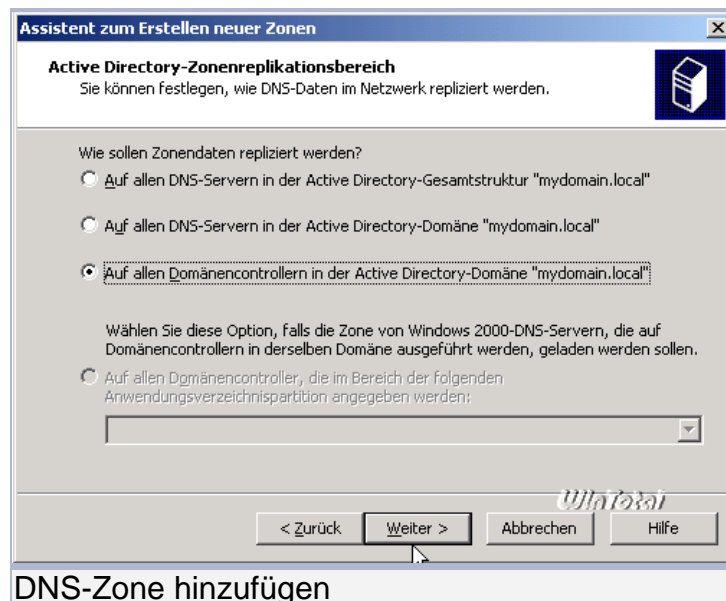 Assistent zum Erstellen neuer Zonen
Active Directory-Zonenreplikationsbereich
Sie können festlegen, wie DNS-Daten im Netzwerk repliziert werden.
Wie sollen Zonendaten repliziert werden?
Auf allen DNS-Servern in der Active Directory-Gesamtstruktur "mydomain.local"
Auf allen DNS-Servern in der Active Directory-Domäne "mydomain.local"
Auf allen Domänencontrollern in der Active Directory-Domäne "mydomain.local"
Wählen Sie diese Option, falls die Zone von Windows 2000-DNS-Servern, die auf
Domänencontrollern in derselben Domäne ausgeführt werden, geladen werden sollen.
Auf allen Domänencontroller, die im Bereich der folgenden
Anwendungsverzeichnispartition angegeben werden:
WinTotal
< Zurück Weiter > Abbrechen Hilfe
DNS-Zone hinzufügen